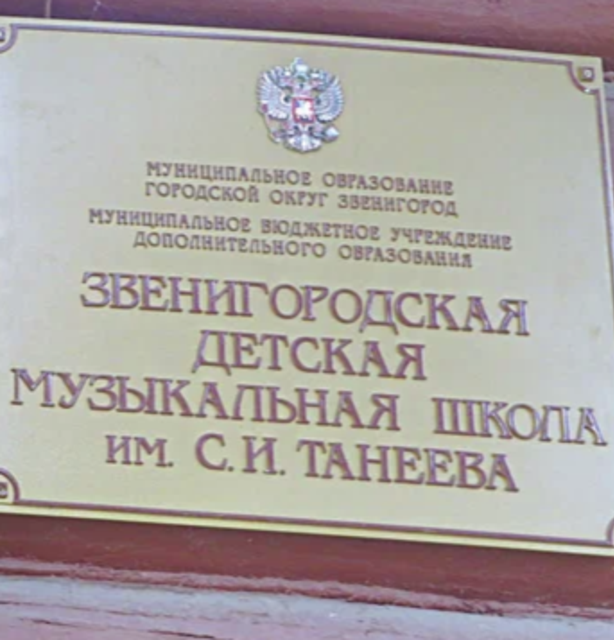 МУНИЦИПАЛЬНОЕ ОБРАЗОВАНИЕ
ГОРОДСКОЙ ОКРУГ ЗВЕНИГОРОД
МУНИЦИПАЛЬНОЕ БЮДЖЕТНОЕ УЧРЕЖДЕНИЕ
ДОПОЛНИТЕЛЬНОГО ОБРАЗОВАНИЯ
ЗВЕНИГОРОДСКАЯ
ДЕТСКАЯ
МУЗЫКАЛЬНАЯ ШКОЛА
ИМ. С.И. ТАНЕЕВА